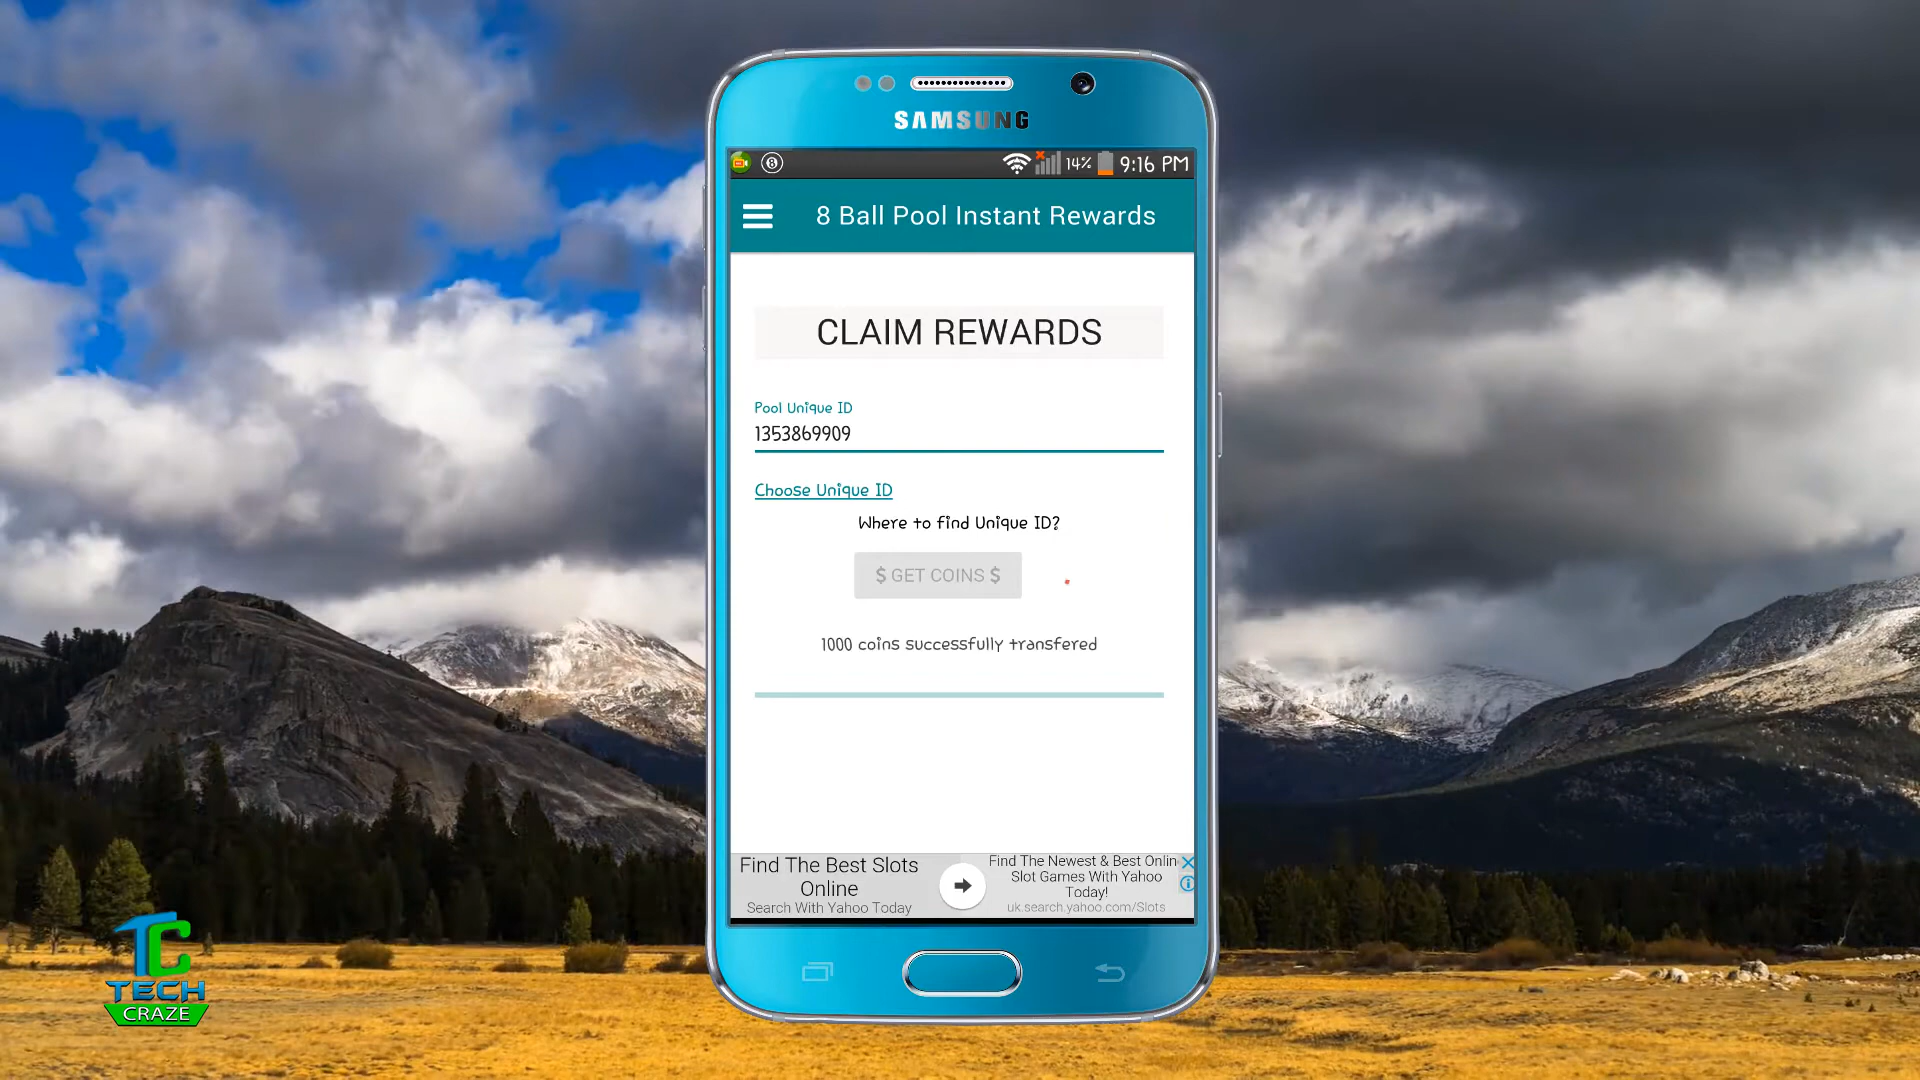 SAMSUNG
14% 9:16 PM
8 Ball Pool Instant Rewards
CLAIM REWARDS
Pool Unique ID
1353869909
Choose Unique ID
Where to find Unique ID?
$ GET COINS $
1000 coins successfully transfered
Find The Best Slots
Online
Search With Yahoo Today
Find The Newest & Best Onlin
Slot Games With Yahoo
Today!
uk.search.yahoo.com/Slots
TC
TECH
CRAZE